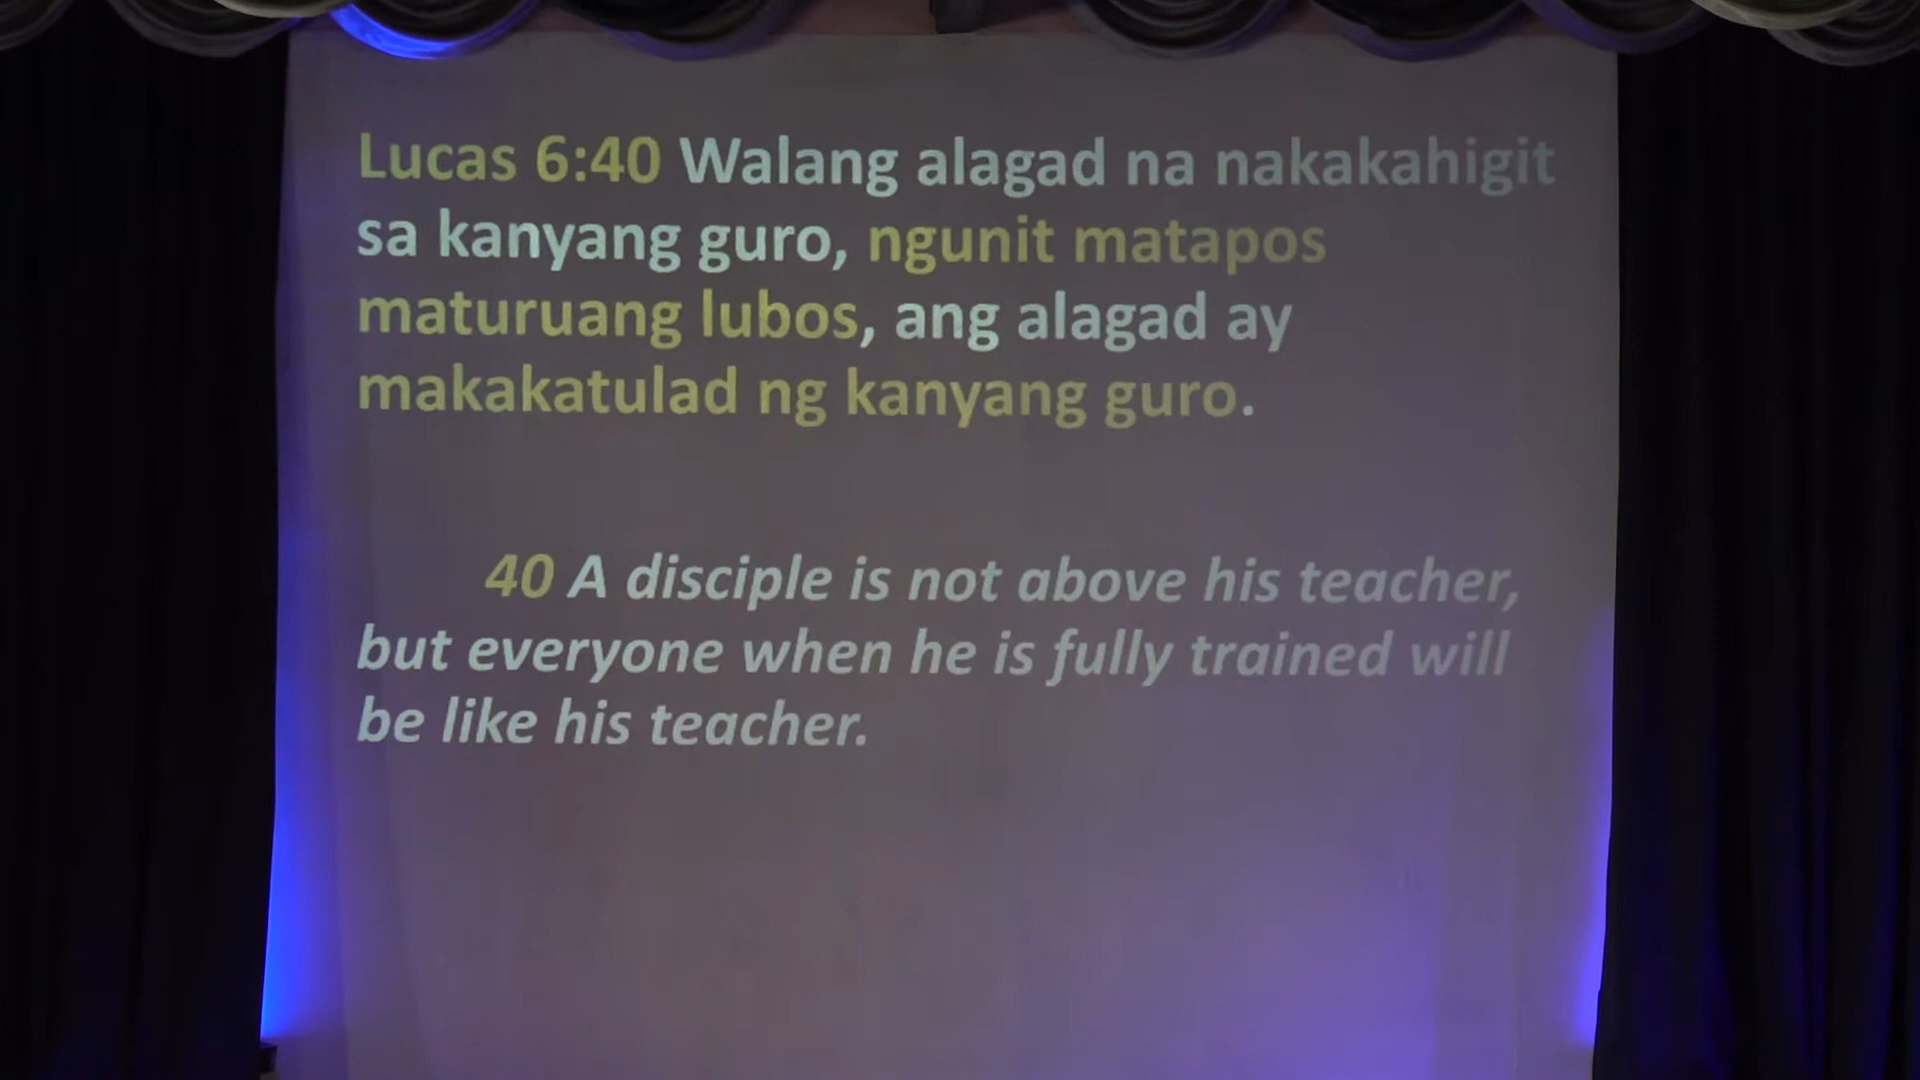 Lucas 6:40 Walang alagad na nakakahigit
sa kanyang guro, ngunit matapos
maturuang lubos, ang alagad ay
makakatulad ng kanyang guro.
40 A disciple is not above his teacher,
but everyone when he is fully trained will
be like his teacher.